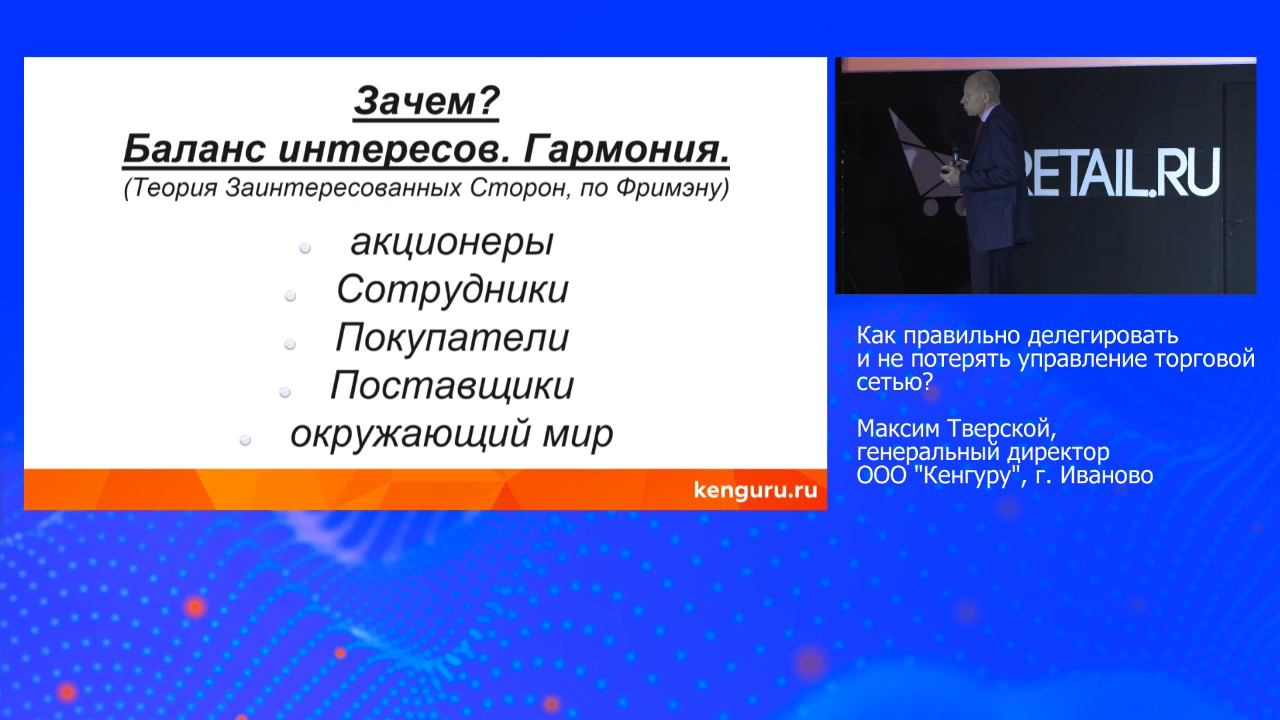 Зачем?
Баланс интересов. Гармония.
(Теория Заинтересованных Сторон, по Фримэну)
акционеры
Сотрудники
Покупатели
Поставщики
окружающий мир
kenguru.ru
RETAIL.RU
Как правильно делегировать
и не потерять управление торговой
сетью?
Максим Тверской,
генеральный директор
ООО "Кенгуру", г. Иваново